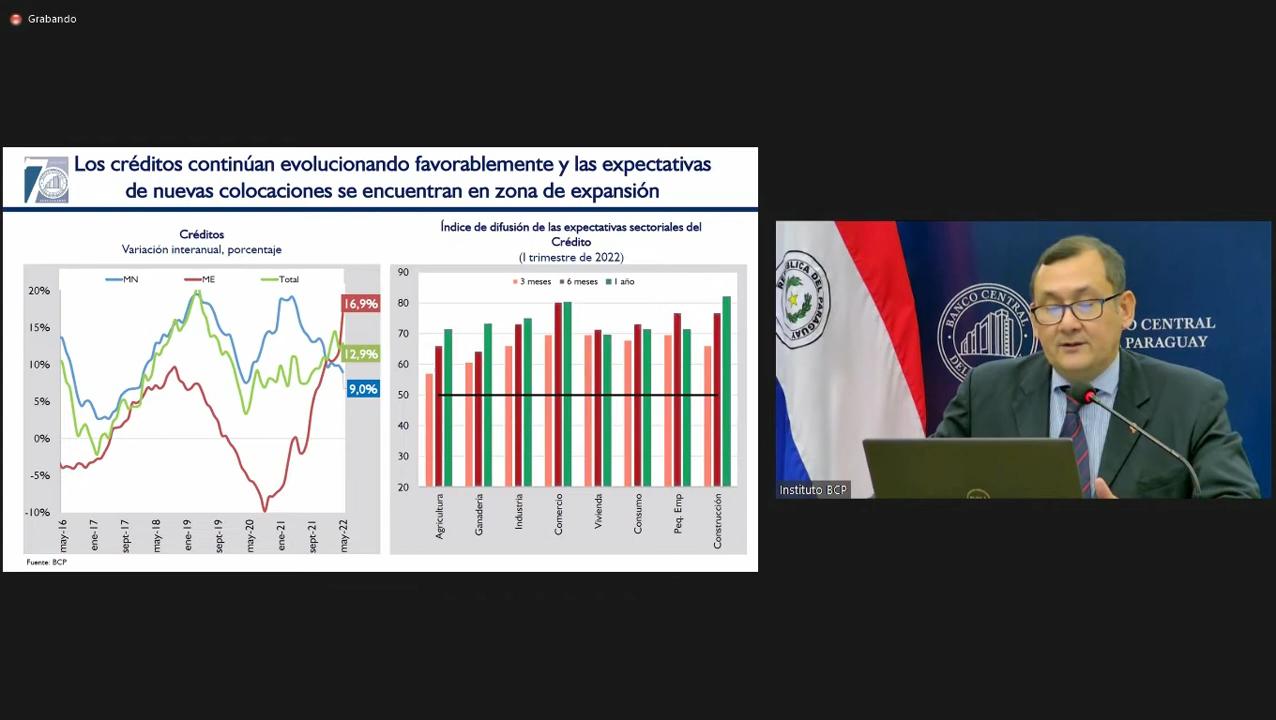 Grabando
Los créditos continúan evolucionando favorablemente y las expectativas
de nuevas colocaciones se encuentran en zona de expansión
Créditos
Variación interanual, porcentaje
MN
ME
Total
20%
15%
10%
5%
0%
-5%
-10%
16,9%
12,9%
9,0%
may-16
ene-17
sept-17
may-18
ene-19
sept-19
may-20
ene-21
sept-21
may-22
Fuente: BCP
Índice de difusión de las expectativas sectoriales del
Crédito
(I trimestre de 2022)
3 meses
6 meses
1 año
90
80
70
60
50
40
30
20
Agricultura
Ganadería
Industria
Comercio
Vivienda
Consumo
Peq. Emp
Construcción
REPÚBLICA DEL PARAGUAY
BANCO CENTRAL
DEL
O CENTRAL
PARAGUAY
Instituto BCP